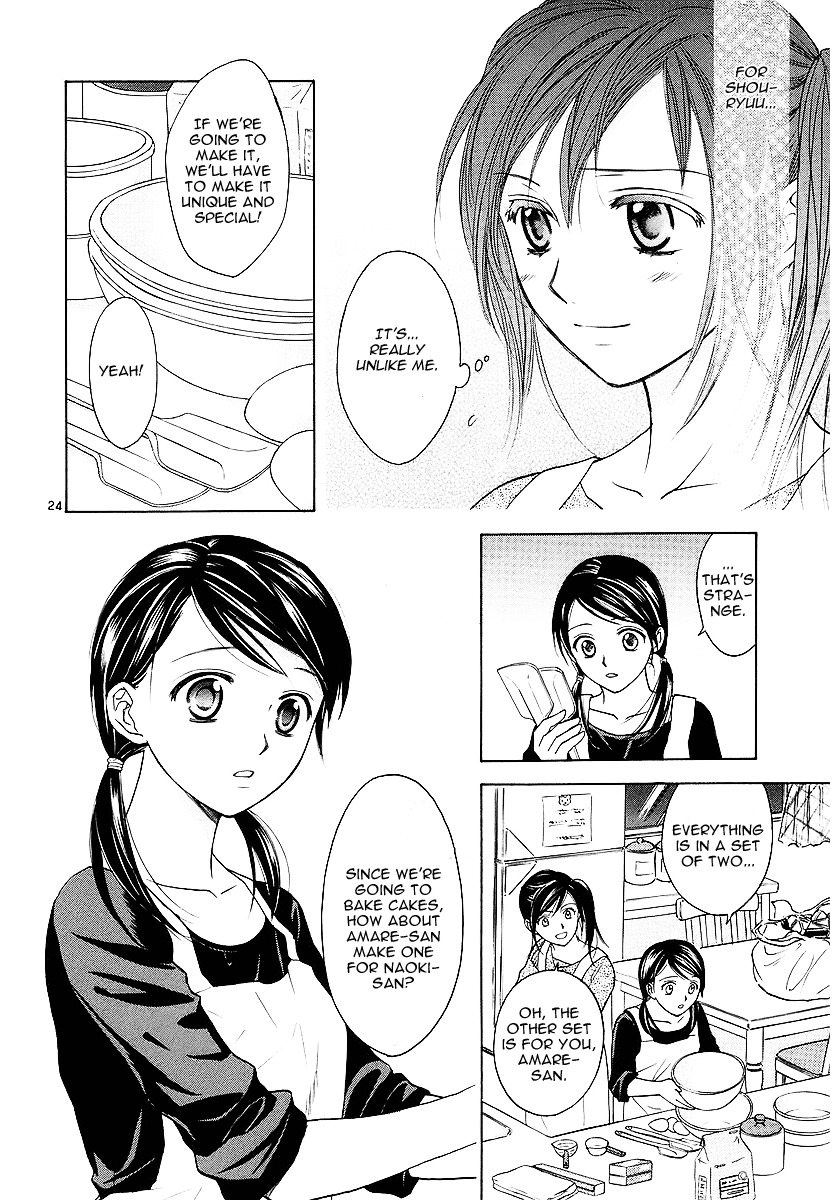 FOR
SHOU-
RYUU...
IT'S...
REALLY
UNLIKE ME.
IF WE'RE
GOING TO
MAKE IT,
WE'LL HAVE
TO MAKE IT
UNIQUE AND
SPECIAL!
YEAH!
24
...
THAT'S
STRA-
NGE.
EVERYTHING
IS IN A SET
OF TWO...
OH, THE
OTHER SET
IS FOR YOU,
AMARE-
SAN.
SINCE WE'RE
GOING TO
BAKE CAKES,
HOW ABOUT
AMARE-SAN
MAKE ONE
FOR NAOKI-
SAN?